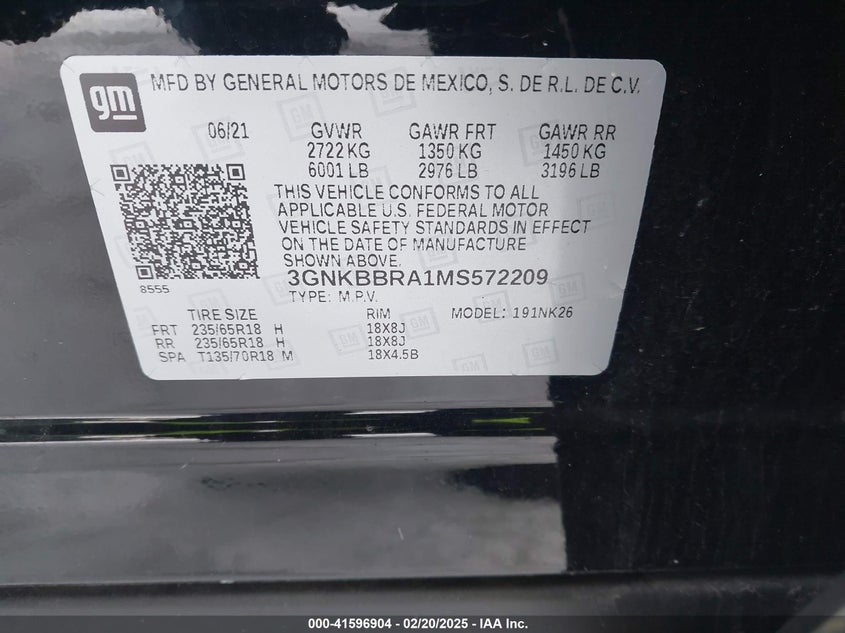 gm
MFD BY GENERAL MOTORS DE MEXICO, S. DE R.L. DE C.V.
06/21 GVWR GAWR FRT GAWR RR
2722 KG 1350 KG 1450 KG
6001 LB 2976 LB 3196 LB
THIS VEHICLE CONFORMS TO ALL
APPLICABLE U.S. FEDERAL MOTOR
VEHICLE SAFETY STANDARDS IN EFFECT
ON THE DATE OF MANUFACTURE
SHOWN ABOVE.
3GNKBBRA1MS572209
8555
TYPE: M.P.V.
TIRE SIZE RIM MODEL: 191NK26
FRT 235/65R18 H 18X8J
RR 235/65R18 H 18X8J
SPA T135/70R18 M 18X4.5B
000-41596904 - 02/20/2025 - IAA Inc.